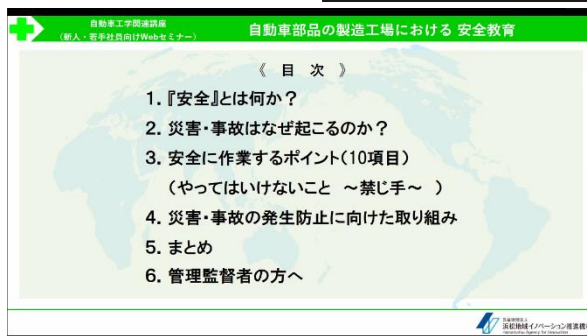 自動車工学関連講座
(新人・若手社員向けWebセミナー)
自動車部品の製造工場における 安全教育
《 目 次 》
1. 『安全』とは何か？
2. 災害・事故はなぜ起こるのか？
3. 安全に作業するポイント(10項目)
(やってはいけないこと ～禁じ手～ )
4. 災害・事故の発生防止に向けた取り組み
5. まとめ
6. 管理監督者の方へ
浜松地域イノベーション推進機構